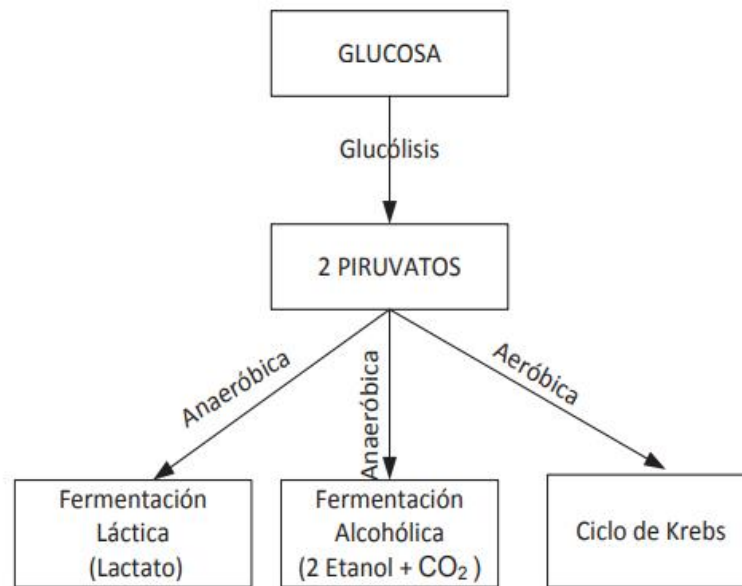 GLUCOSA
Glucólisis
2 PIRUVATOS
Anaeróbica
Anaeróbica
Aeróbica
Fermentación
Láctica
(Lactato)
Fermentación
Alcohólica
(2 Etanol + CO₂ )
Ciclo de Krebs